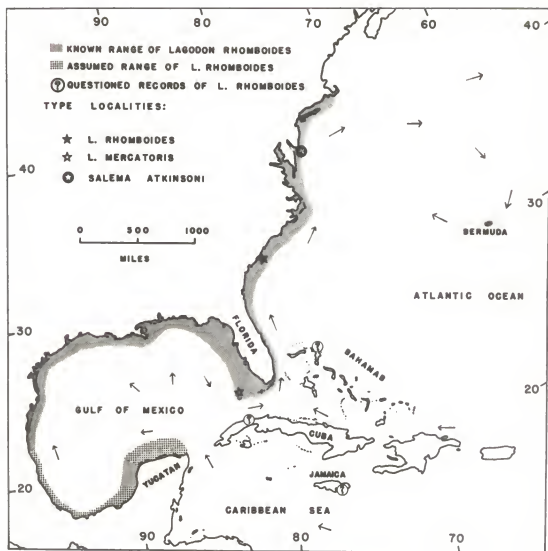 90
80
70
60
40
KNOWN RANGE OF LAGODON RHOMBOIDES
ASSUMED RANGE OF L. RHOMBOIDES
? QUESTIONED RECORDS OF L. RHOMBOIDES
TYPE LOCALITIES:
★ L. RHOMBOIDES
☆ L. MERCATORIS
SALEMA ATKINSONI
40
30
0 500 1000
MILES
BERMUDA
ATLANTIC OCEAN
30
FLORIDA
?
BAHAMAS
GULF OF MEXICO
20
?
CUBA
YUCATAN
JAMAICA
?
20
CARIBBEAN SEA
90
80
70